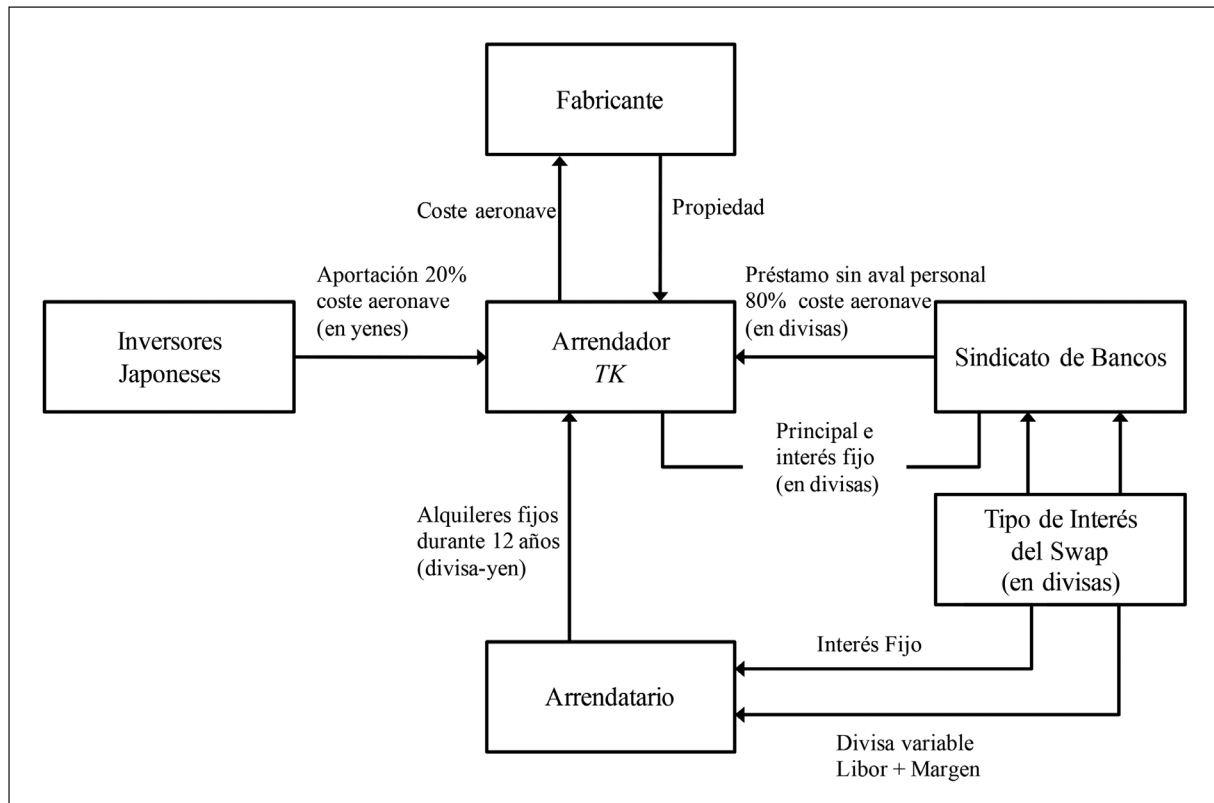 Fabricante
Coste aeronave
Propiedad
Aportación 20%
coste aeronave
(en yenes)
Préstamo sin aval personal
80% coste aeronave
(en divisas)
Inversores
Japoneses
Arrendador
TK
Sindicato de Bancos
Principal e
interés fijo
(en divisas)
Alquileres fijos
durante 12 años
(divisa-yen)
Tipo de Interés
del Swap
(en divisas)
Interés Fijo
Arrendatario
Divisa variable
Libor + Margen